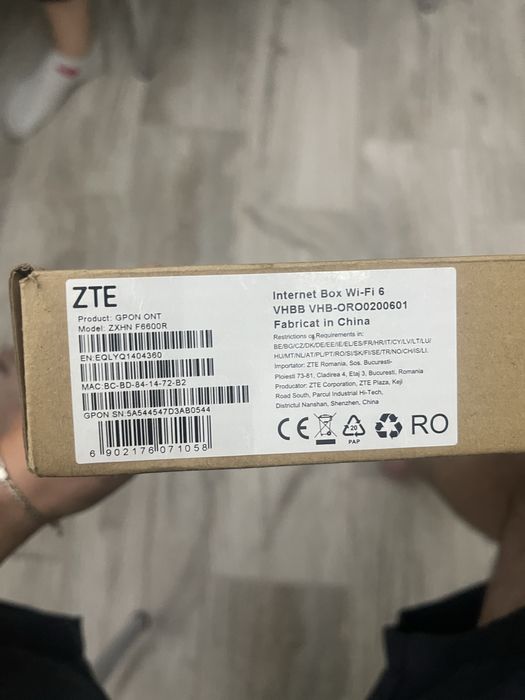 ZTE
Product: GPON ONT
Model: ZXHN F6600R
EN:EQLYQ1404360
MAC:BC-BD-84-14-72-B2
GPON SN:5A544547D3AB0544
6 902176 071058
Internet Box Wi-Fi 6
VHBB VHB-ORO0200601
Fabricat in China
Restrictions or Requirements in:
BE/BG/CZ/DK/DE/EE/IE/EL/ES/FR/HR/IT/CY/LV/LT/LU/
HU/MT/NL/AT/PL/PT/RO/SI/SK/FI/SE/TR/NO/CH/IS/LI.
Importator: ZTE Romania, Sos. Bucuresti-
Ploiesti 73-81, Cladirea 4, Etaj 3, Bucuresti, Romania
Producator: ZTE Corporation, ZTE Plaza, Keji
Road South, Parcul Industrial Hi-Tech,
Districtul Nanshan, Shenzhen, China
CE
20
PAP
RO